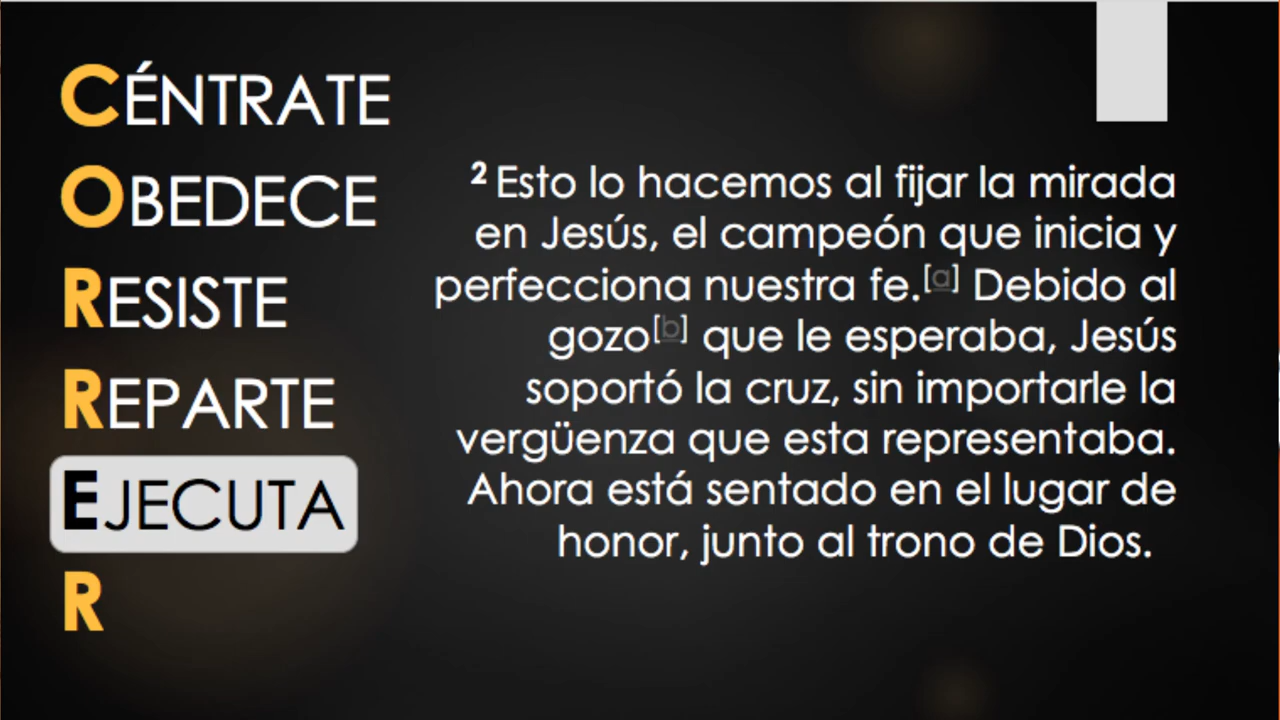 CÉNTRATE
OBEDECE
RESISTE
REPARTE
EJECUTA
R
2 Esto lo hacemos al fijar la mirada
en Jesús, el campeón que inicia y
perfecciona nuestra fe.[a] Debido al
gozo[b] que le esperaba, Jesús
soportó la cruz, sin importarle la
vergüenza que esta representaba.
Ahora está sentado en el lugar de
honor, junto al trono de Dios.